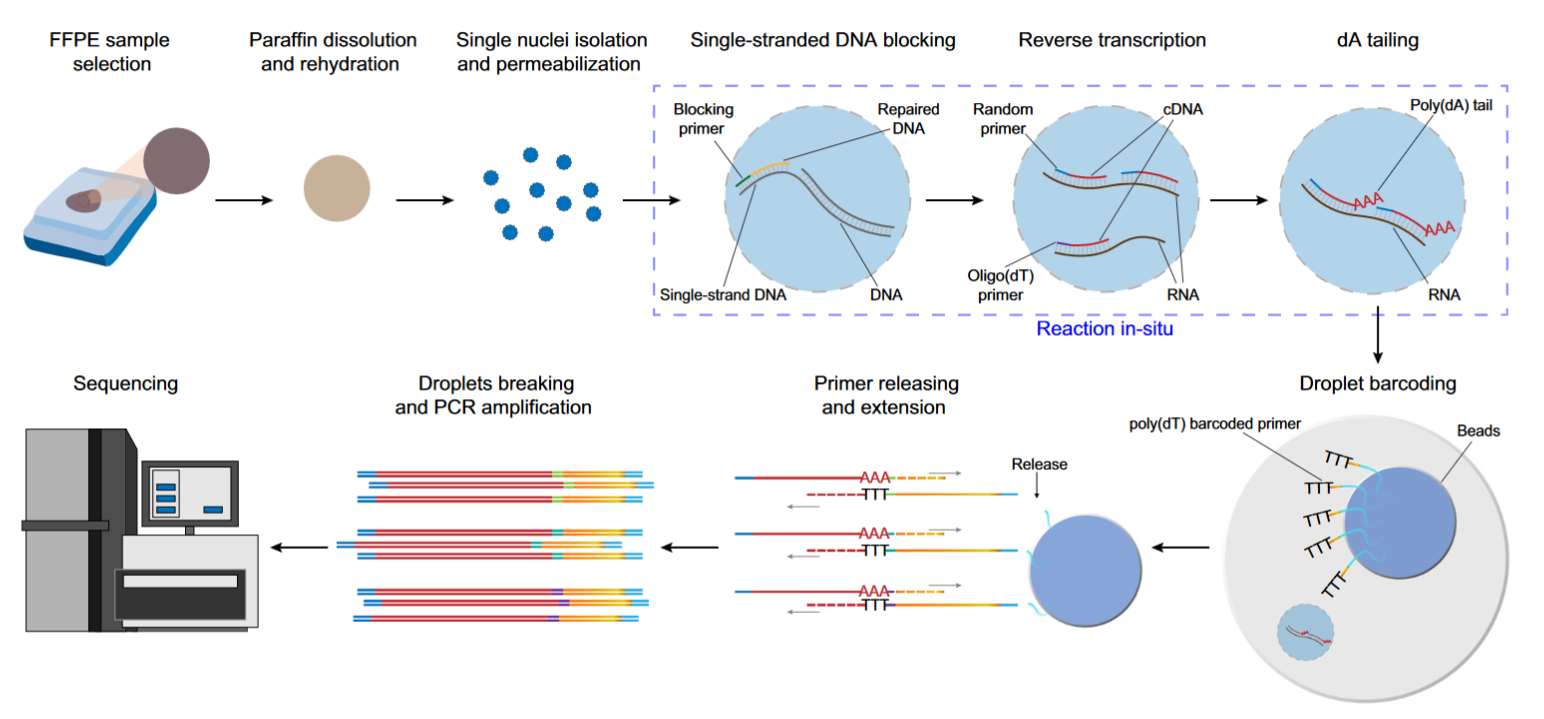 FFPE sample
selection
Paraffin dissolution
and rehydration
Single nuclei isolation
and permeabilization
Single-stranded DNA blocking
Reverse transcription
dA tailing
Blocking
primer
Repaired
DNA
Single-strand DNA
DNA
Random
primer
cDNA
Oligo(dT)
primer
RNA
Poly(dA) tail
AAA
AAA
RNA
Reaction in-situ
Droplet barcoding
poly(dT) barcoded primer
Beads
TTT
TTT
TTT
TTT
TTT
AAA
AAA
Primer releasing
and extension
Release
AAA
TTT
AAA
TTT
AAA
TTT
Droplets breaking
and PCR amplification
Sequencing